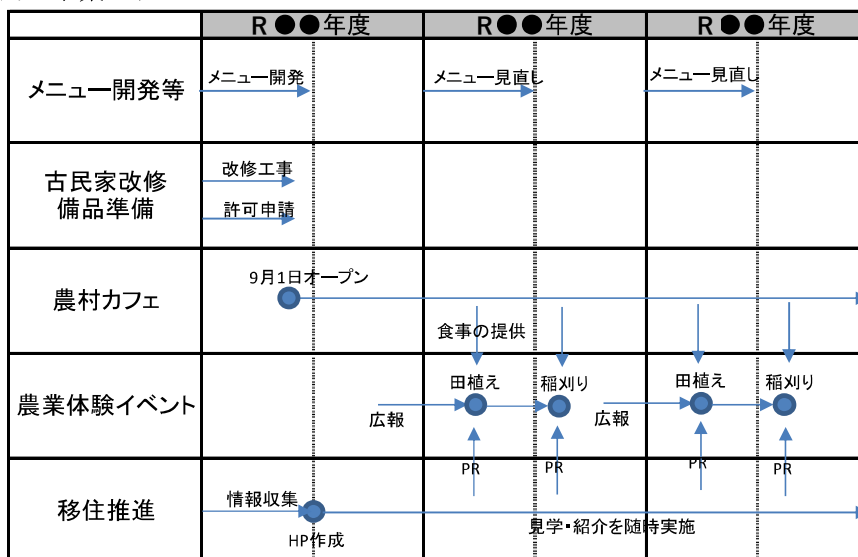 R ●●年度
R●●年度
R ●●年度
メニュー開発等
メニュー開発
メニュー見直し
メニュー見直し
古民家改修
備品準備
改修工事
許可申請
農村カフェ
9月1日オープン
食事の提供
農業体験イベント
広報
田植え
稲刈り
広報
田植え
稲刈り
PR
PR
PR
PR
移住推進
情報収集
HP作成
見学・紹介を随時実施